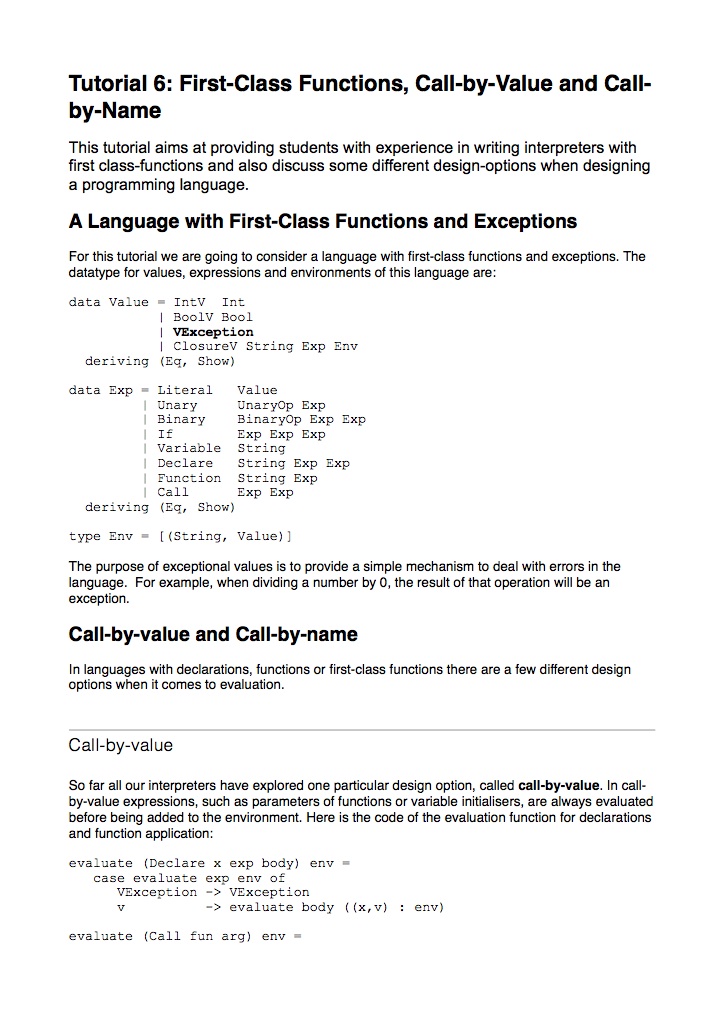 Tutorial 6: First-Class Functions, Call-by-Value and Call-
by-Name
This tutorial aims at providing students with experience in writing interpreters with
first class-functions and also discuss some different design-options when designing
a programming language.
A Language with First-Class Functions and Exceptions
For this tutorial we are going to consider a language with first-class functions and exceptions. The
datatype for values, expressions and environments of this language are:
data Value = IntV  Int
           | BoolV Bool
           | VException
           | ClosureV String Exp Env
  deriving (Eq, Show)
data Exp = Literal   Value
         | Unary     UnaryOp Exp
         | Binary    BinaryOp Exp Exp
         | If        Exp Exp Exp
         | Variable  String
         | Declare   String Exp Exp
         | Function  String Exp
         | Call      Exp Exp
  deriving (Eq, Show)
type Env = [(String, Value)]
The purpose of exceptional values is to provide a simple mechanism to deal with errors in the
language.  For example, when dividing a number by 0, the result of that operation will be an
exception.
Call-by-value and Call-by-name
In languages with declarations, functions or first-class functions there are a few different design
options when it comes to evaluation.
Call-by-value
So far all our interpreters have explored one particular design option, called call-by-value. In call-
by-value expressions, such as parameters of functions or variable initialisers, are always evaluated
before being added to the environment. Here is the code of the evaluation function for declarations
and function application:
evaluate (Declare x exp body) env =
   case evaluate exp env of
      VException -> VException
      v          -> evaluate body ((x,v) : env)
evaluate (Call fun arg) env =